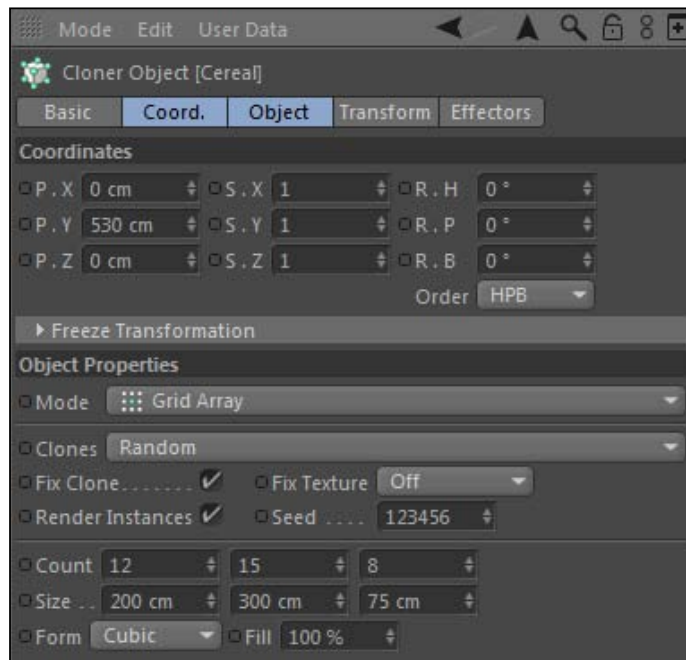 Mode Edit User Data
Cloner Object [Cereal]
Basic Coord. Object Transform Effectors
Coordinates
P . X 0 cm S . X 1 R . H 0 °
P . Y 530 cm S . Y 1 R . P 0 °
P . Z 0 cm S . Z 1 R . B 0 °
Order HPB
Freeze Transformation
Object Properties
Mode Grid Array
Clones Random
Fix Clone....... Fix Texture Off
Render Instances Seed .... 123456
Count 12 15 8
Size .. 200 cm 300 cm 75 cm
Form Cubic Fill 100 %